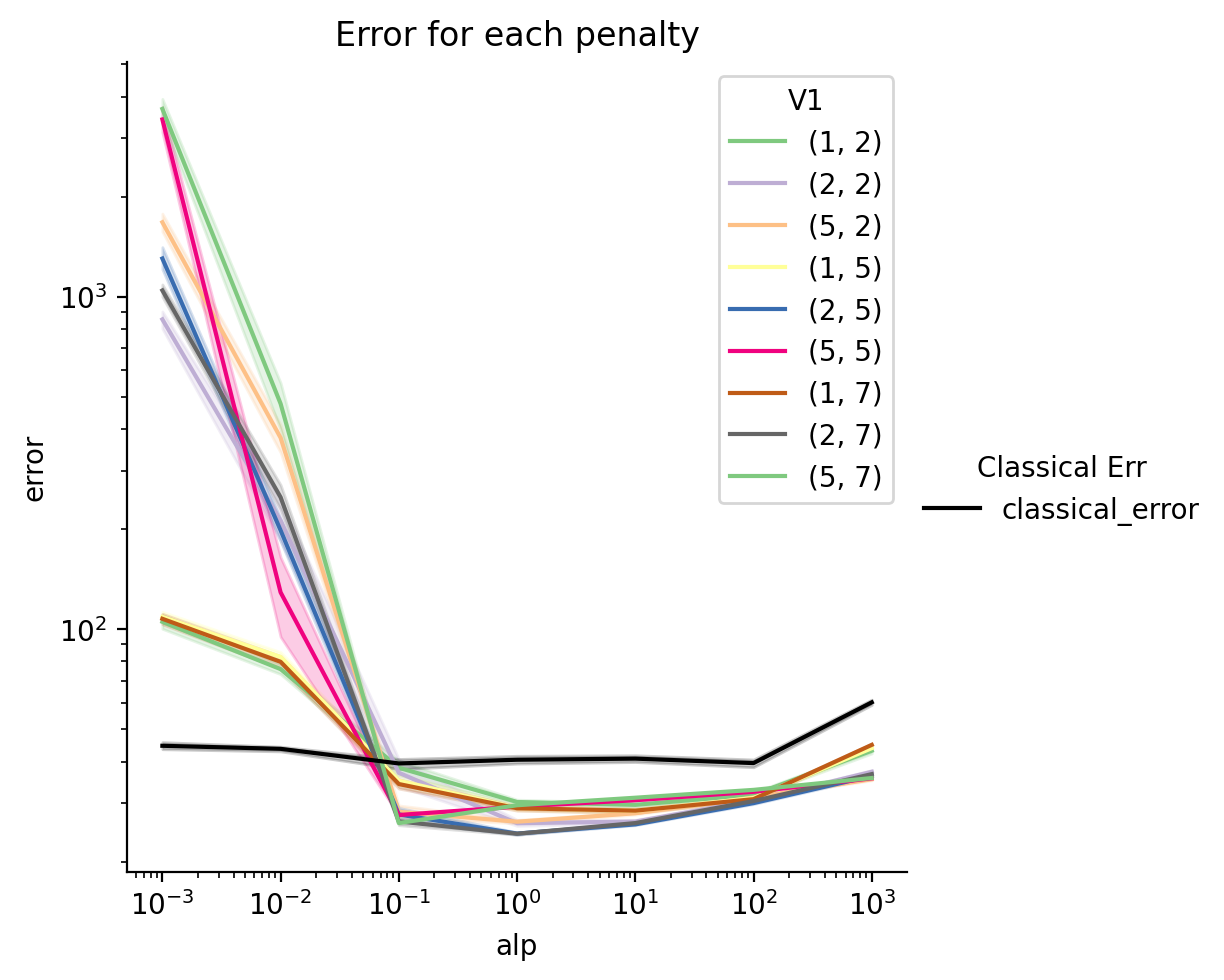 Error for each penalty
V1
(1, 2)
(2, 2)
(5, 2)
(1, 5)
(2, 5)
(5, 5)
(1, 7)
(2, 7)
(5, 7)
Classical Err
classical_error
error
10³
10²
10⁻³ 10⁻² 10⁻¹ 10⁰ 10¹ 10² 10³
alp